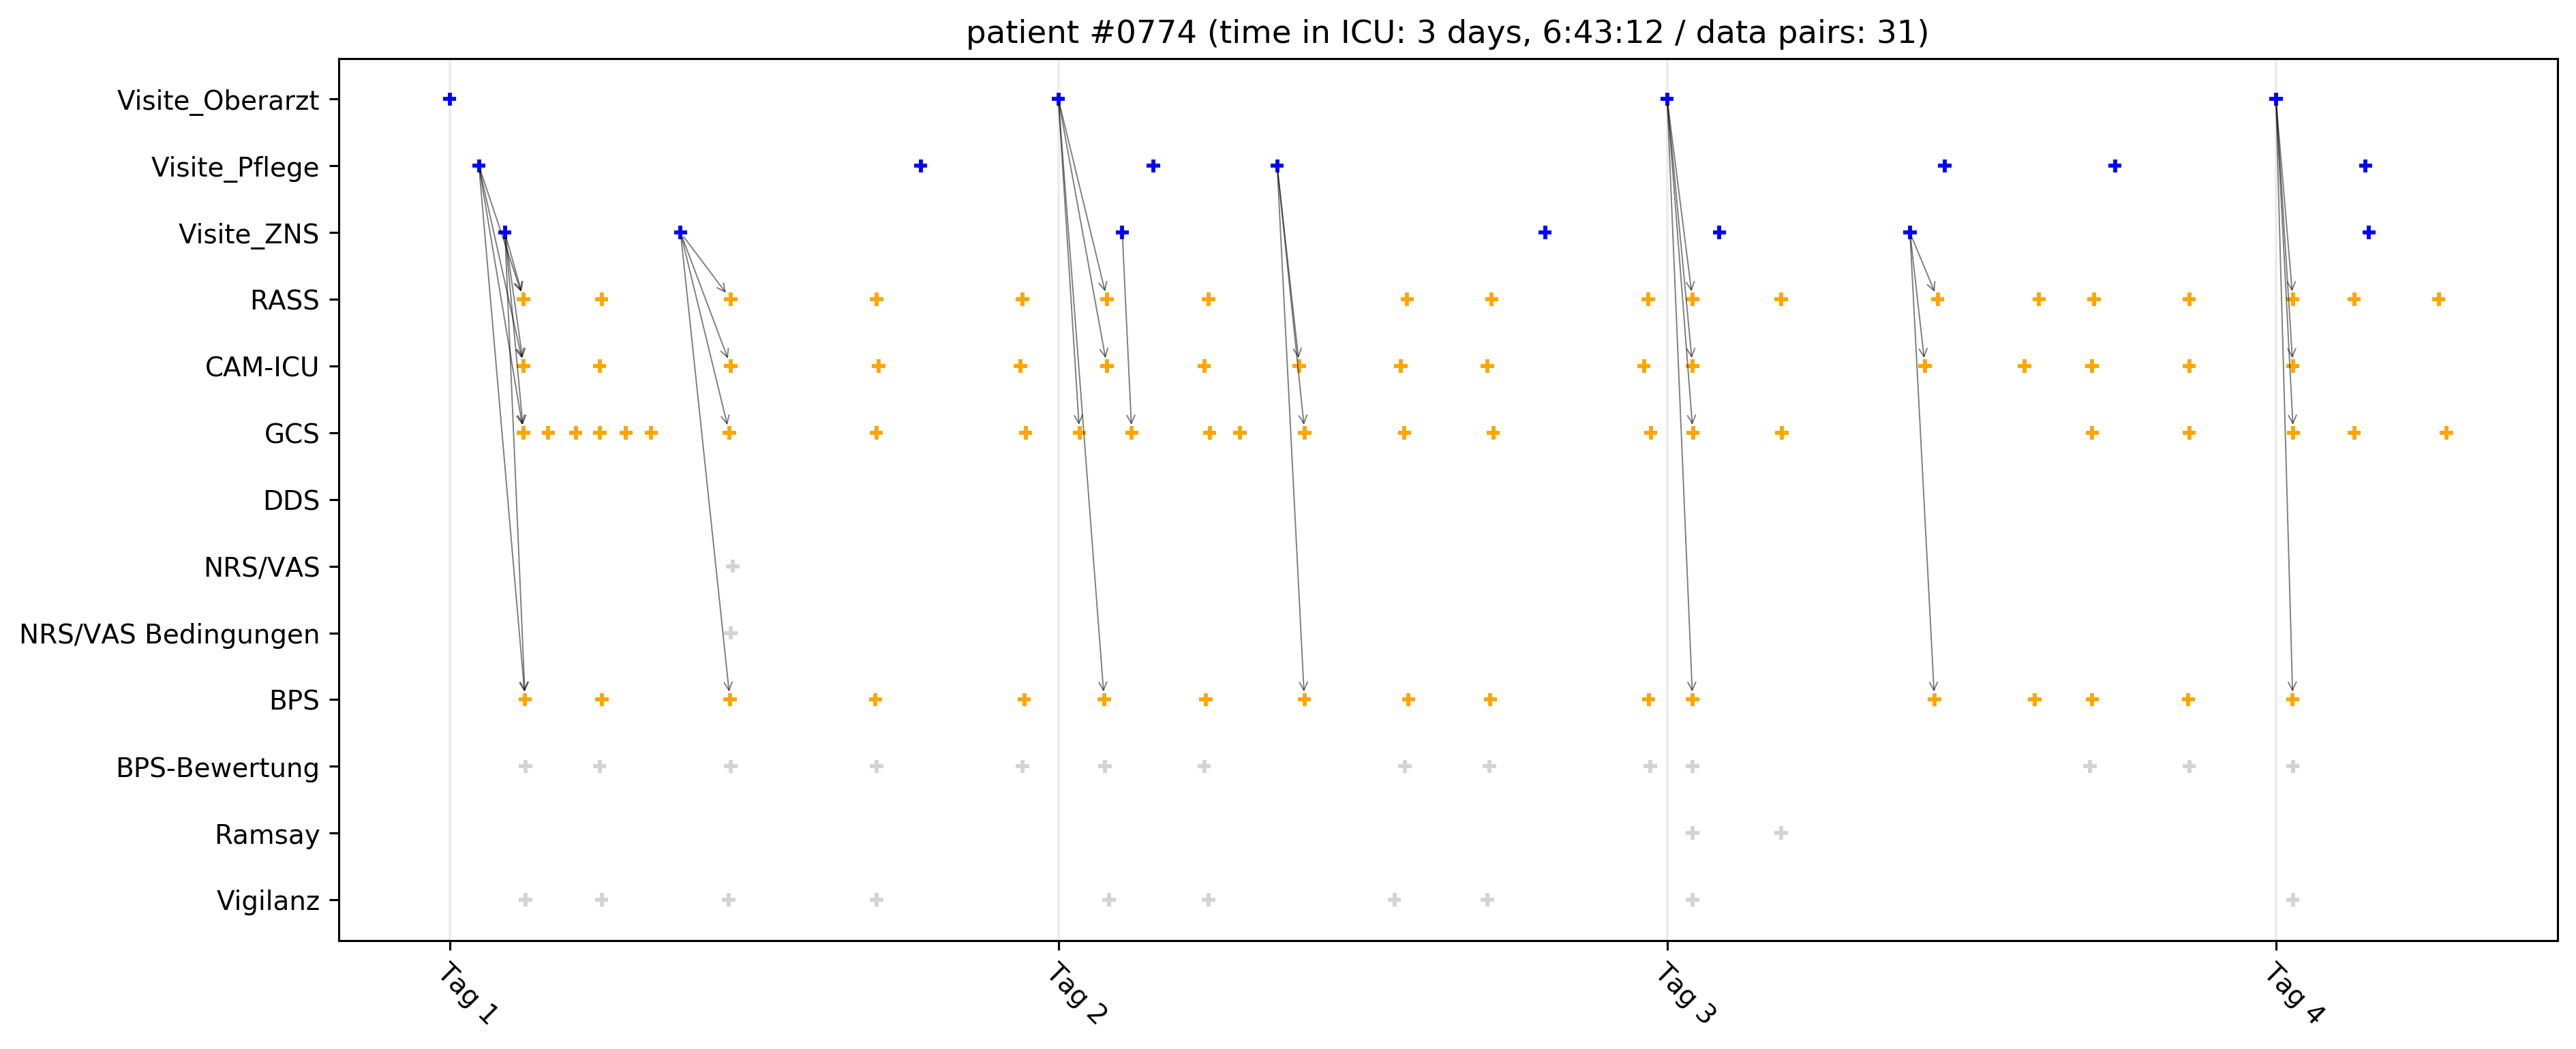 patient #0774 (time in ICU: 3 days, 6:43:12 / data pairs: 31)
Visite_Oberarzt
Visite_Pflege
Visite_ZNS
RASS
CAM-ICU
GCS
DDS
NRS/VAS
NRS/VAS Bedingungen
BPS
BPS-Bewertung
Ramsay
Vigilanz
Tag 1
Tag 2
Tag 3
Tag 4